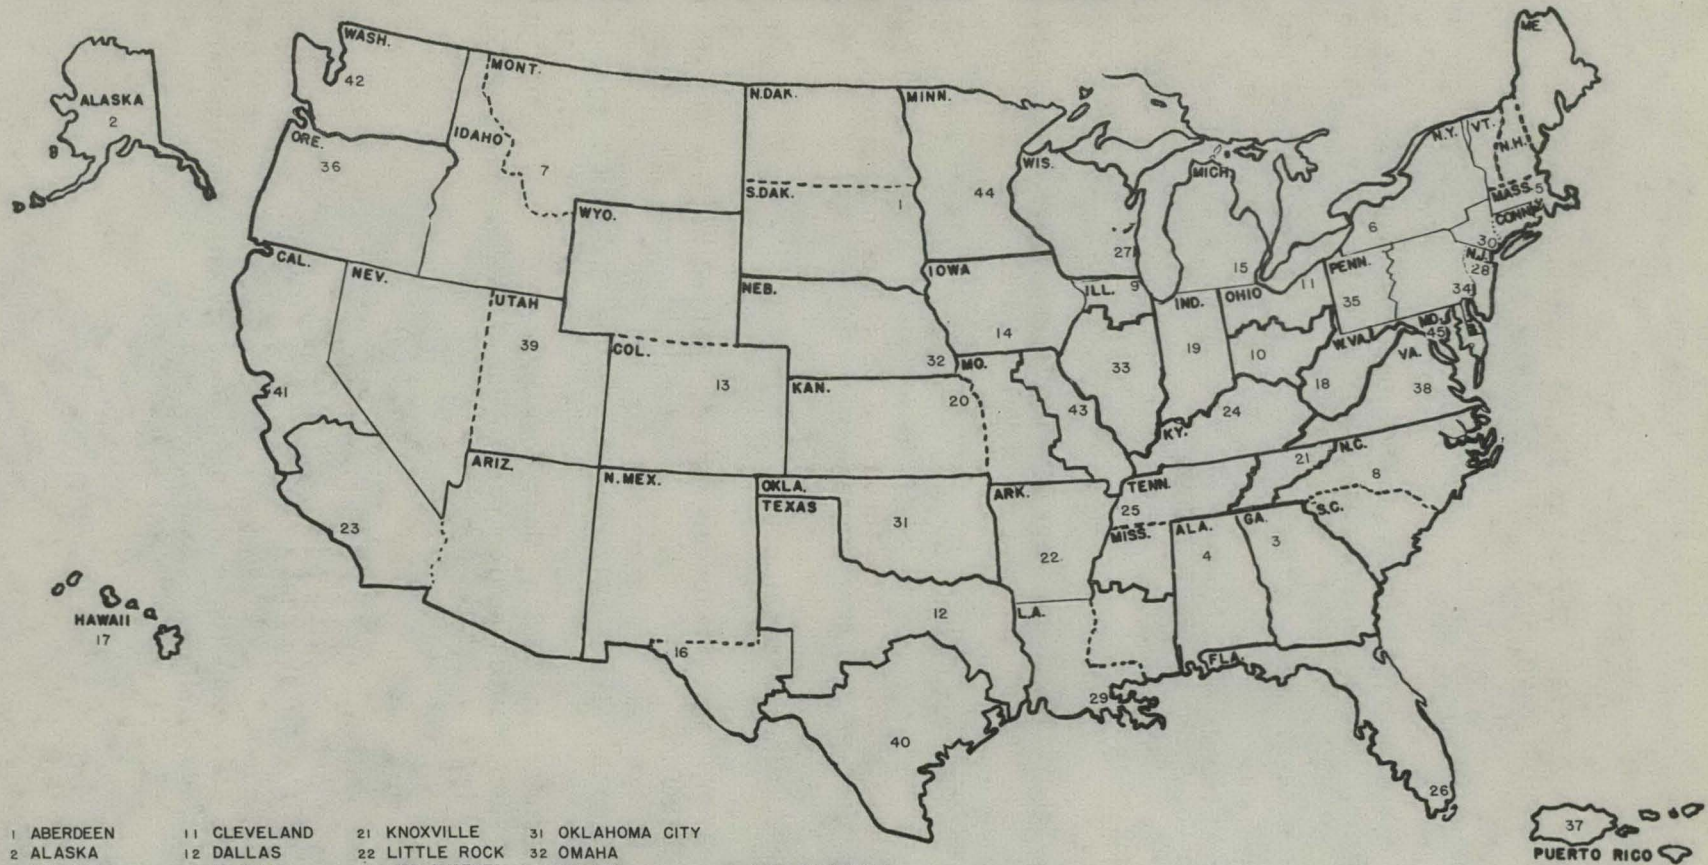 WASH.
ME.
42
MONT.
ALASKA
2
N.DAK.
MINN.
ORE.
IDAHO
N.Y.
VT.
N.H.
36
7
WIS.
MICH.
S.DAK.
1
44
MASS. 5
WYO.
CONN.
6
30
CAL.
NEV.
27
15
N.J.
IOWA
PENN.
28
NEB.
ILL. 9
IND.
OHIO
11
34
UTAH
35
MD.
14
45
39
COL.
19
10
W.VA.
VA.
32
MO.
33
13
KAN.
18
38
41
20
43
24
KY.
N.C.
ARIZ.
21
8
N.MEX.
OKLA.
ARK.
TENN.
TEXAS
25
S.C.
23
31
MISS.
ALA.
GA.
22
4
3
HAWAII
17
12
L.A.
16
FLA.
29
40
26
37
PUERTO RICO
1 ABERDEEN 11 CLEVELAND 21 KNOXVILLE 31 OKLAHOMA CITY
2 ALASKA 12 DALLAS 22 LITTLE ROCK 32 OMAHA